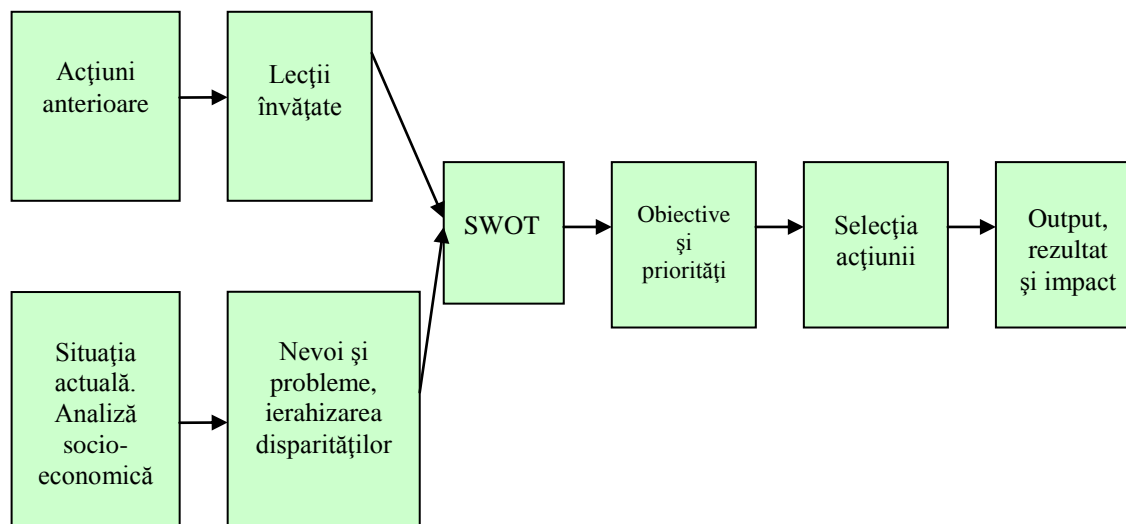 Acţiuni
anterioare
Lecţii
învăţate
Situaţia
actuală.
Analiză
socio-
economică
Nevoi şi
probleme,
ierahizarea
disparităţilor
SWOT
Obiective
şi
priorităţi
Selecţia
acţiunii
Output,
rezultat
şi impact